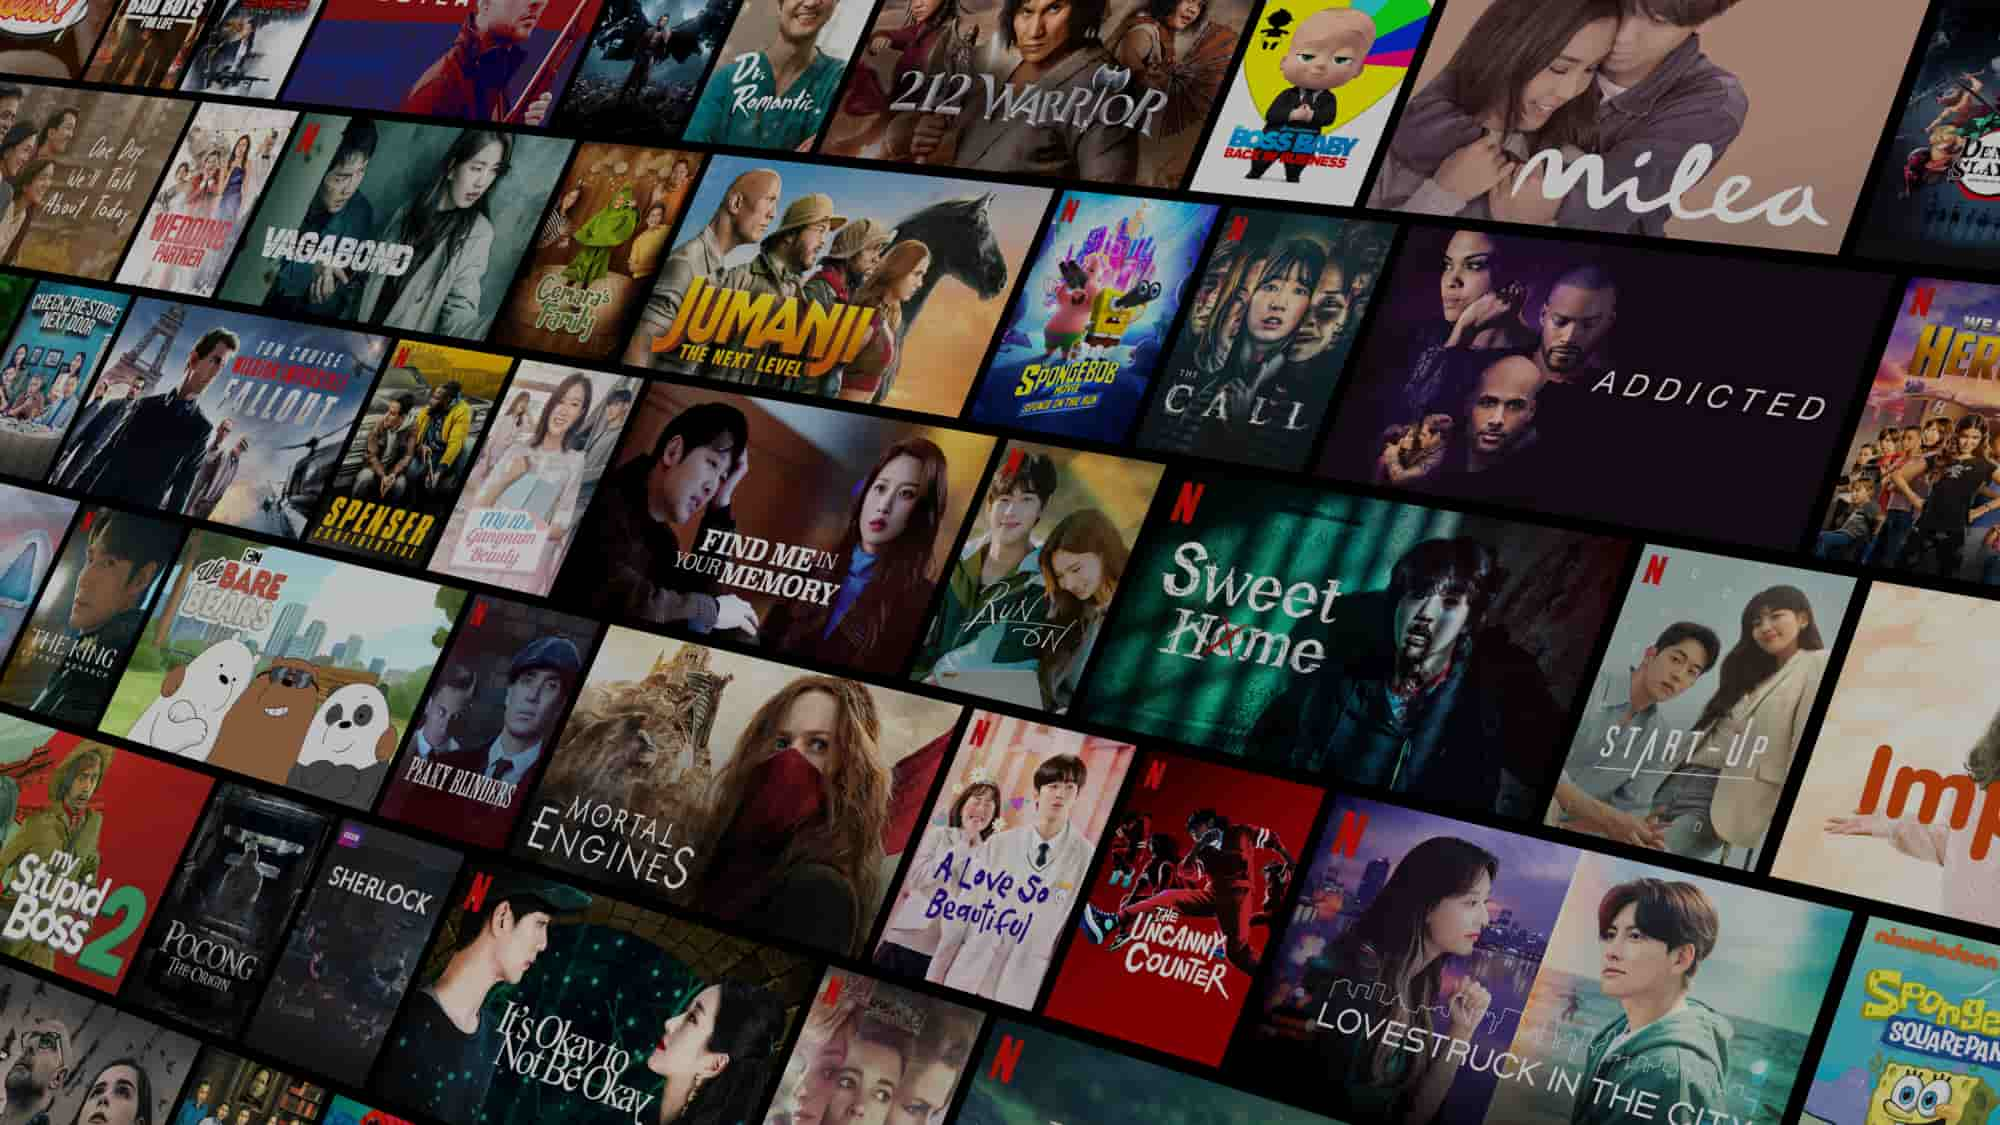 BAD BOYS
FOR LIFE
Dr.
Romantic
212 WARRIOR
BOSS BABY
BACK IN BUSINESS
milea
One Day
We'll Talk
About Today
WEDDING
PARTNER
N
VAGABOND
Cemara's
Family
JUMANJI
THE NEXT LEVEL
N
THE
SPONGEBOB
MOVIE
SPONGE ON THE RUN
N
THE
CALL
ADDICTED
N
WE
HER
CHECK THE STORE
NEXT DOOR
TOM CRUISE
MISSION: IMPOSSIBLE
FALLOUT
N
SPENSER
CONFIDENTIAL
My ID is
Gangnam
Beauty
FIND ME IN
YOUR MEMORY
N
RUN
ON
N
Sweet
Home
N
START-UP
Imp
N
THE KING
ETERNAL MONARCH
CN
We BARE
BEARS
N
PEAKY BLINDERS
MORTAL
ENGINES
N
A Love So
Beautiful
N
THE
UNCANNY
COUNTER
N
LOVESTRUCK IN THE CITY
nickelodeon
Sponge
SQUAREPAN
my
Stupid
Boss 2
POCONG
THE ORIGIN
BBC
SHERLOCK
N
It's Okay to
Not Be Okay
N
N